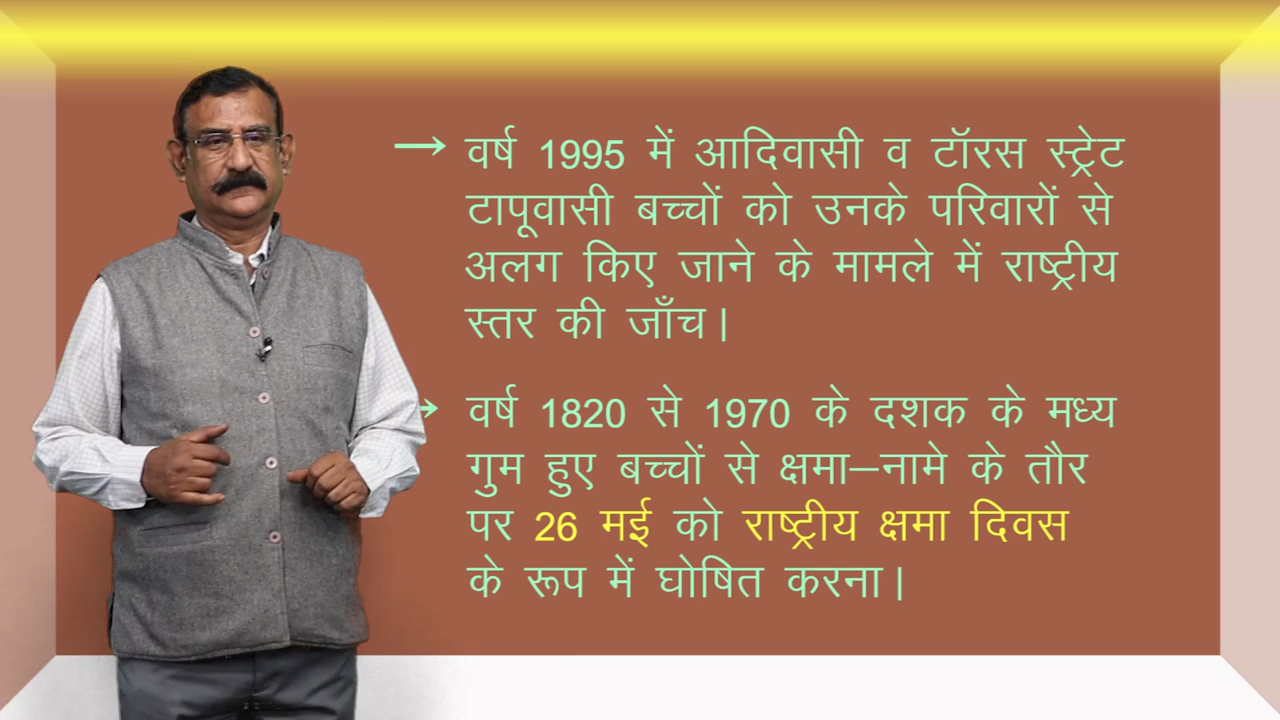 → वर्ष 1995 में आदिवासी व टॉरस स्ट्रेट
टापूवासी बच्चों को उनके परिवारों से
अलग किए जाने के मामले में राष्ट्रीय
स्तर की जाँच।
→ वर्ष 1820 से 1970 के दशक के मध्य
गुम हुए बच्चों से क्षमा–नामे के तौर
पर 26 मई को राष्ट्रीय क्षमा दिवस
के रूप में घोषित करना।